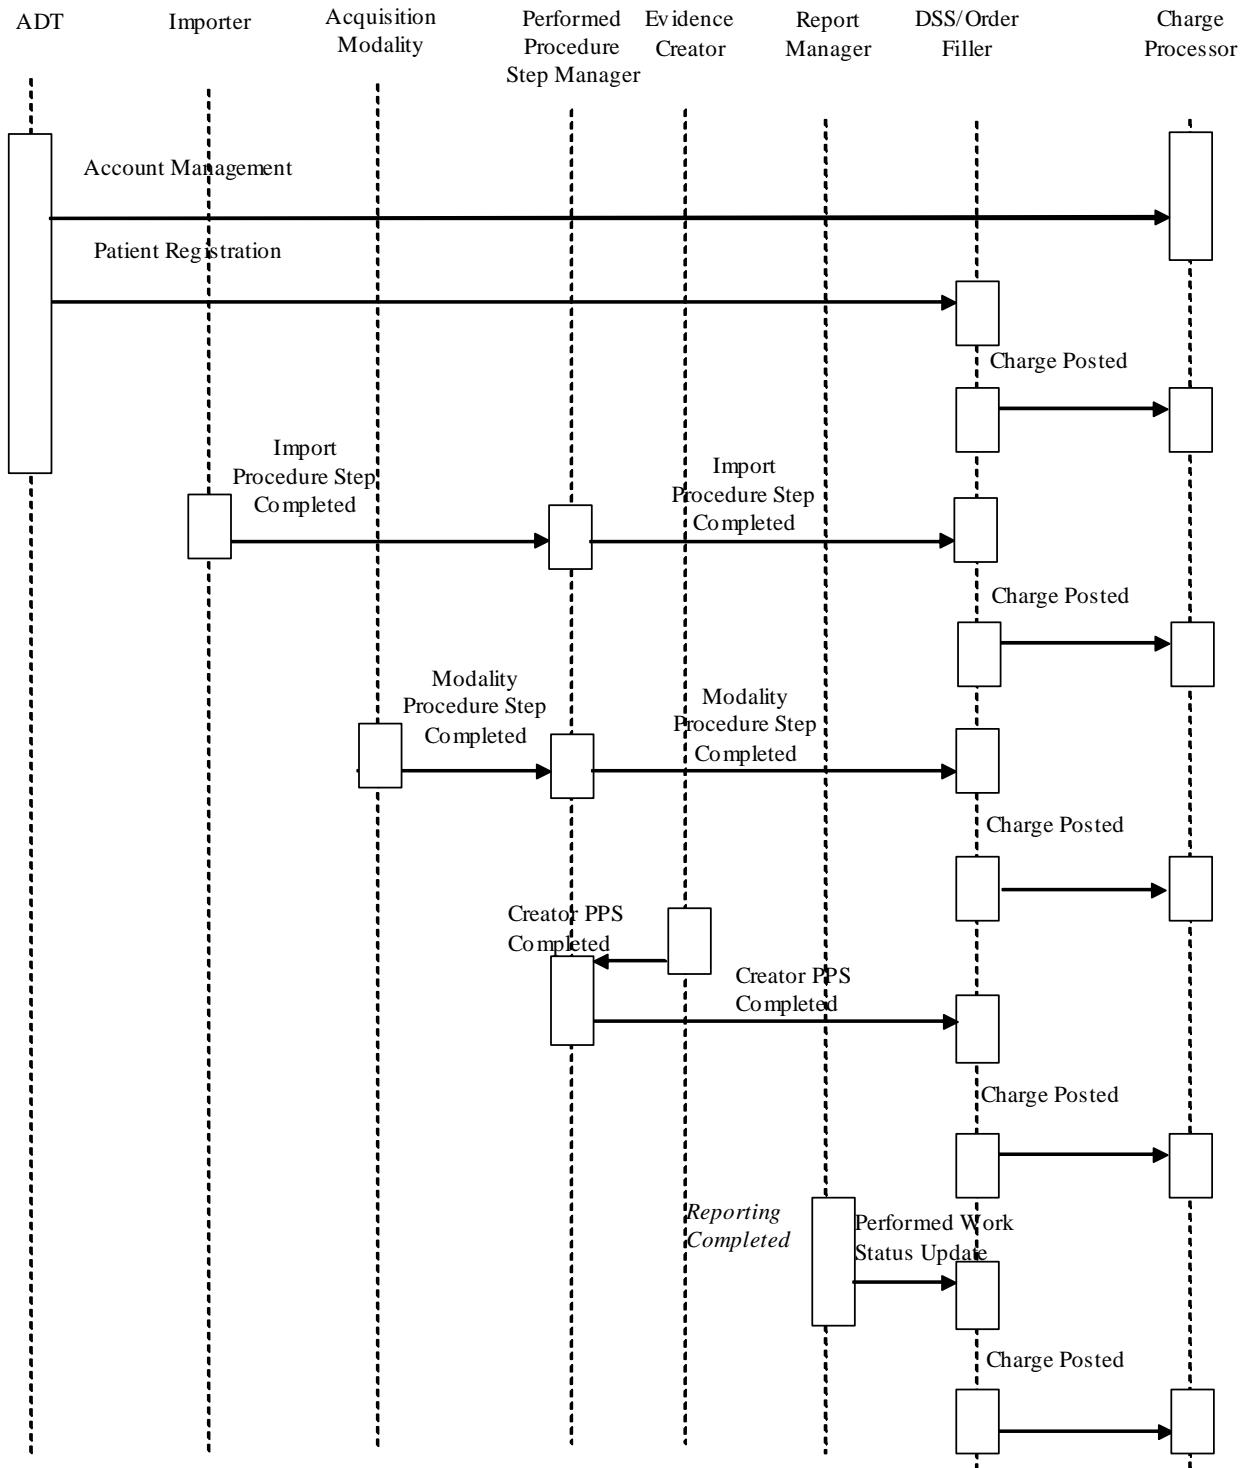 ADT
Importer
Acquisition
Modality
Performed
Procedure
Step Manager
Evidence
Creator
Report
Manager
DSS/Order
Filler
Charge
Processor
Account Management
Patient Registration
Charge Posted
Import
Procedure Step
Completed
Import
Procedure Step
Completed
Charge Posted
Modality
Procedure Step
Completed
Modality
Procedure Step
Completed
Charge Posted
Creator PPS
Completed
Creator PPS
Completed
Charge Posted
Reporting
Completed
Performed Work
Status Update
Charge Posted